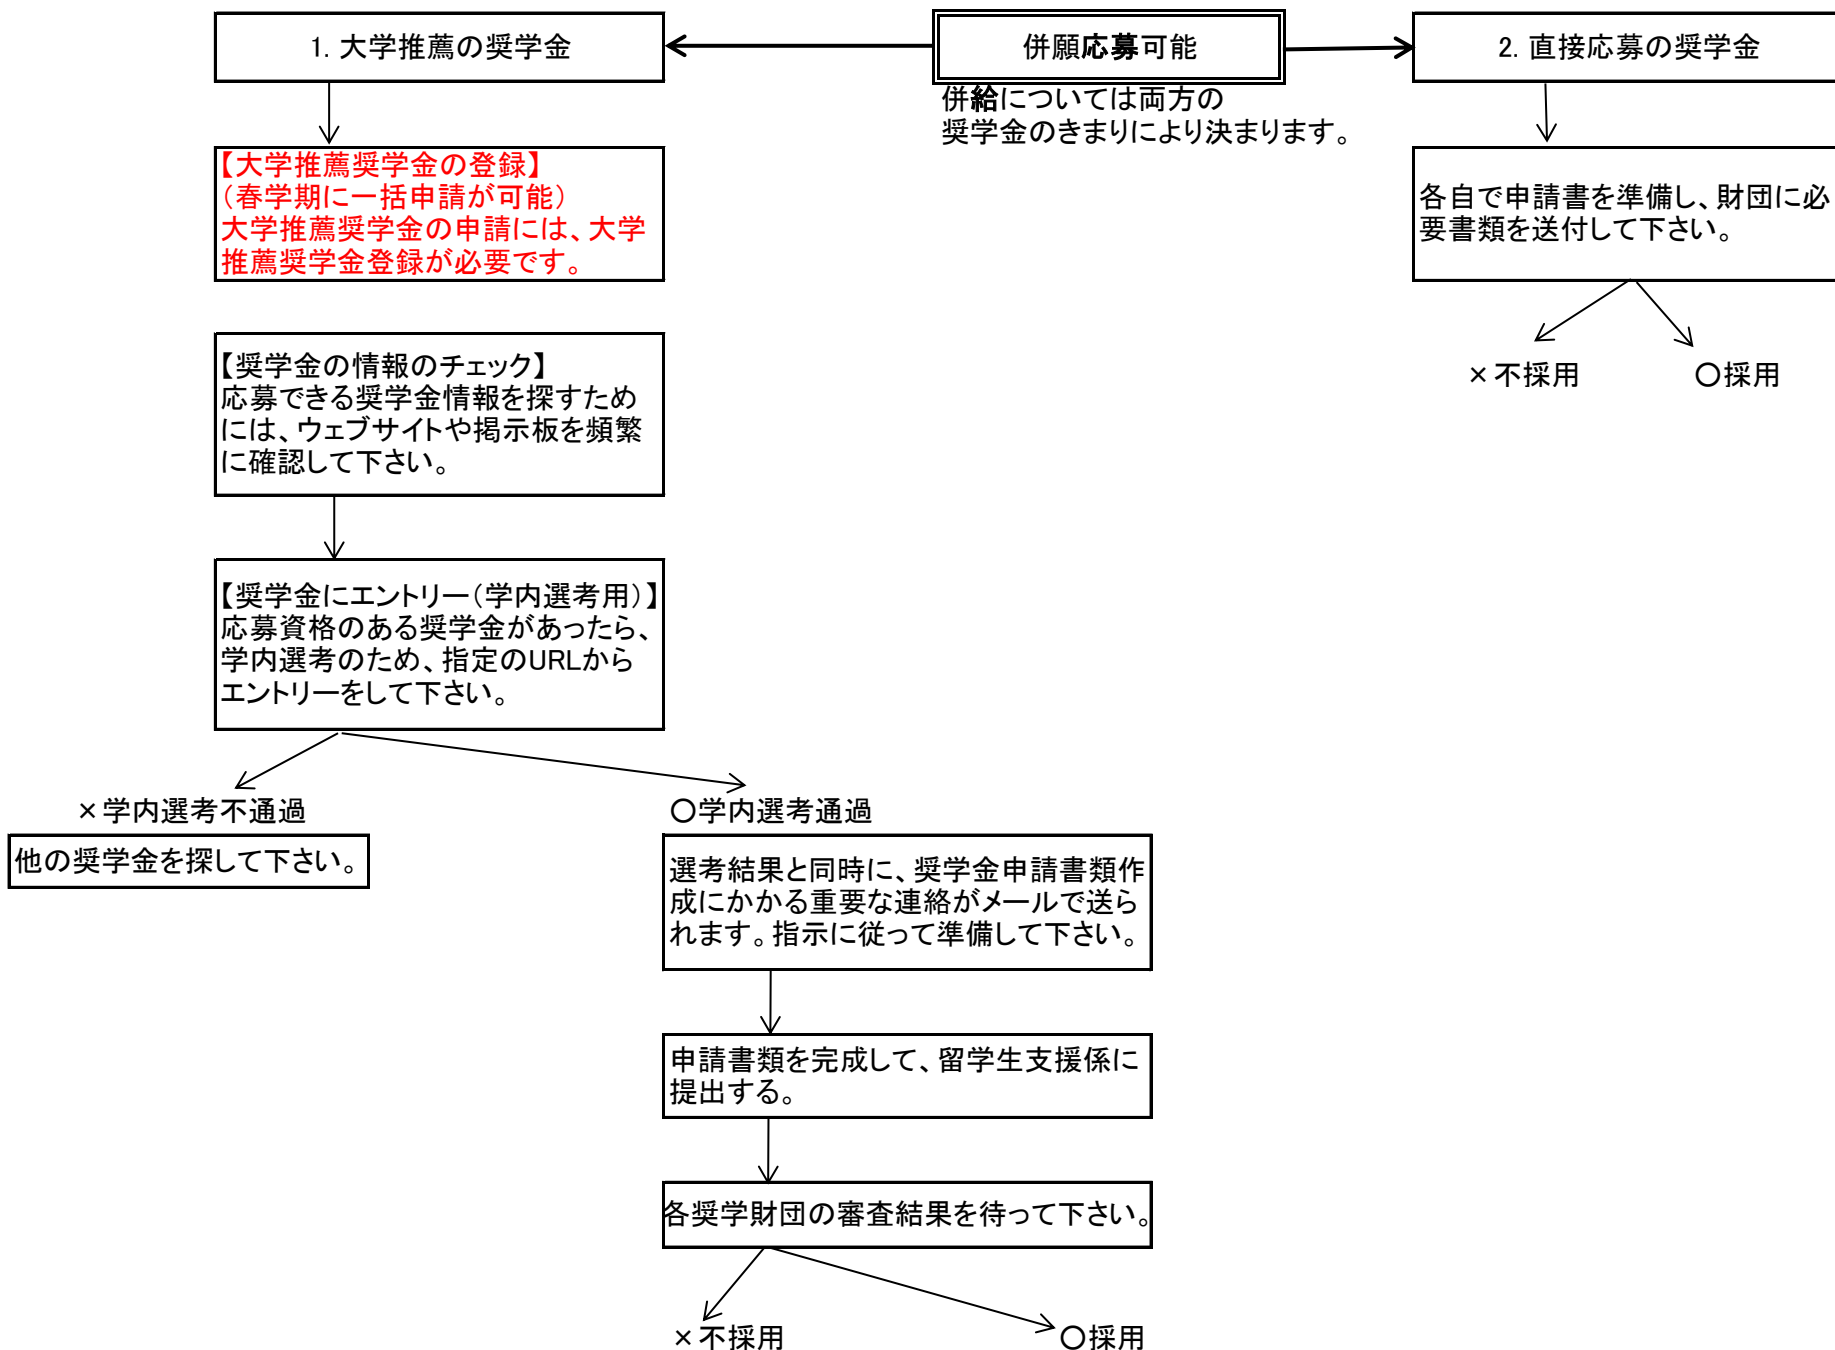 1. 大学推薦の奨学金
併願応募可能
2. 直接応募の奨学金
併給については両方の
奨学金のきまりにより決まります。
【大学推薦奨学金の登録】
（春学期に一括申請が可能）
大学推薦奨学金の申請には、大学
推薦奨学金登録が必要です。
各自で申請書を準備し、財団に必
要書類を送付して下さい。
×不採用
○採用
【奨学金の情報のチェック】
応募できる奨学金情報を探すため
には、ウェブサイトや掲示板を頻繁
に確認して下さい。
【奨学金にエントリー（学内選考用）】
応募資格のある奨学金があったら、
学内選考のため、指定のURLから
エントリーをして下さい。
×学内選考不通過
他の奨学金を探して下さい。
○学内選考通過
選考結果と同時に、奨学金申請書類作
成にかかる重要な連絡がメールで送ら
れます。指示に従って準備して下さい。
申請書類を完成して、留学生支援係に
提出する。
各奨学財団の審査結果を待って下さい。
×不採用
○採用